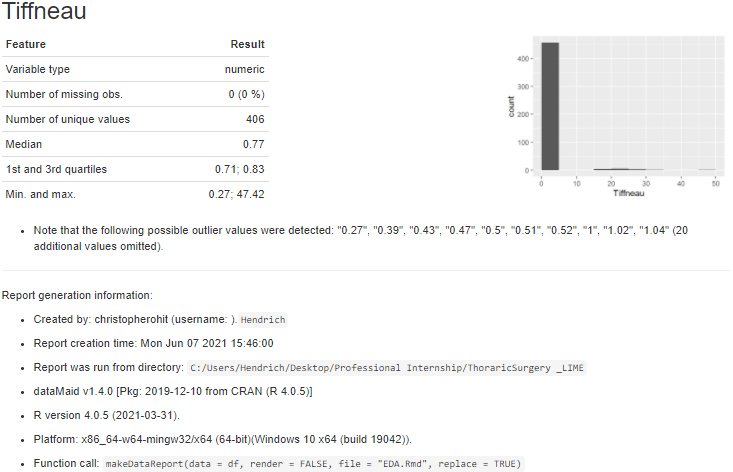 Tiffneau
Feature Result
Variable type numeric
Number of missing obs. 0 (0 %)
Number of unique values 406
Median 0.77
1st and 3rd quartiles 0.71; 0.83
Min. and max. 0.27; 47.42
400
300
200
100
0
count
0 10 20 30 40 50
Tiffneau
• Note that the following possible outlier values were detected: "0.27", "0.39", "0.43", "0.47", "0.5", "0.51", "0.52", "1", "1.02", "1.04" (20
additional values omitted).
Report generation information:
• Created by: christopherohit (username: ). Hendrich
• Report creation time: Mon Jun 07 2021 15:46:00
• Report was run from directory: C:/Users/Hendrich/Desktop/Professional Internship/ThoraricSurgery _LIME
• dataMaid v1.4.0 [Pkg: 2019-12-10 from CRAN (R 4.0.5)]
• R version 4.0.5 (2021-03-31).
• Platform: x86_64-w64-mingw32/x64 (64-bit)(Windows 10 x64 (build 19042)).
• Function call: makeDataReport(data = df, render = FALSE, file = "EDA.Rmd", replace = TRUE)